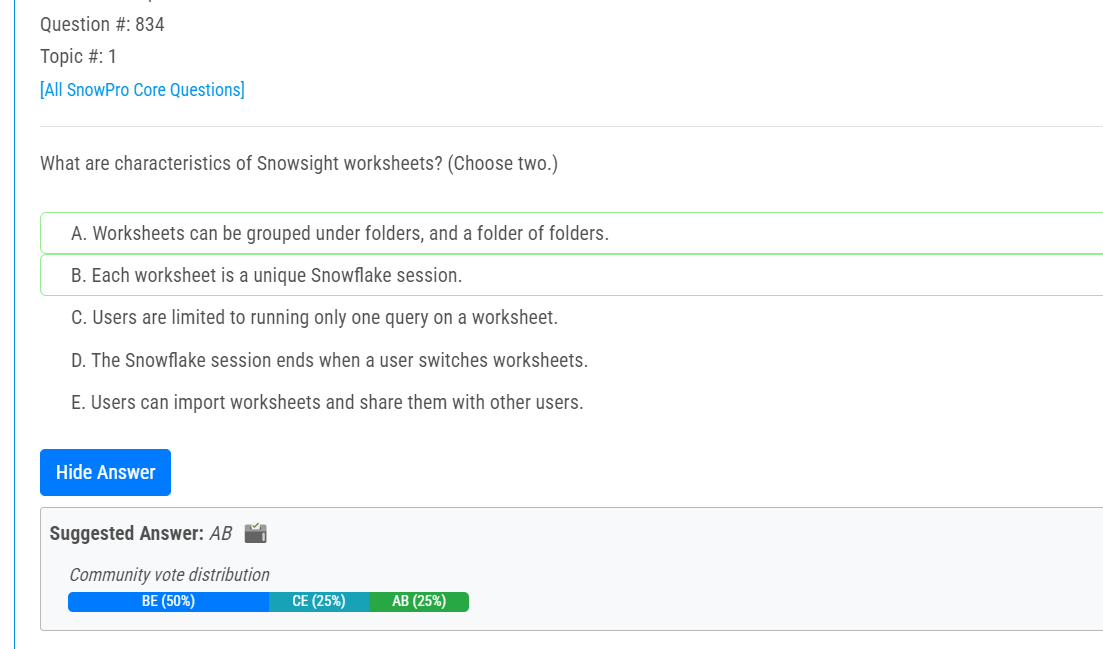 Question #: 834
Topic #: 1
[All SnowPro Core Questions]
What are characteristics of Snowsight worksheets? (Choose two.)
A. Worksheets can be grouped under folders, and a folder of folders.
B. Each worksheet is a unique Snowflake session.
C. Users are limited to running only one query on a worksheet.
D. The Snowflake session ends when a user switches worksheets.
E. Users can import worksheets and share them with other users.
Hide Answer
Suggested Answer: AB
Community vote distribution
BE (50%) CE (25%) AB (25%)